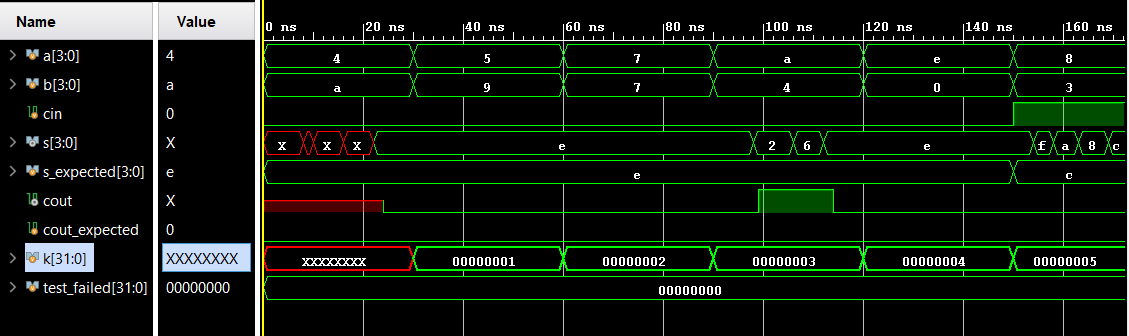 Name Value 0 ns 20 ns 40 ns 60 ns 80 ns 100 ns 120 ns 140 ns 160 ns
a[3:0] 4 4 5 7 a e 8
b[3:0] a a 9 7 4 0 3
cin 0
s[3:0] X X X X e 2 6 e f a 8 c
s_expected[3:0] e e c
cout X
cout_expected 0
k[31:0] XXXXXXXX XXXXXXXX 00000001 00000002 00000003 00000004 00000005
test_failed[31:0] 00000000 00000000